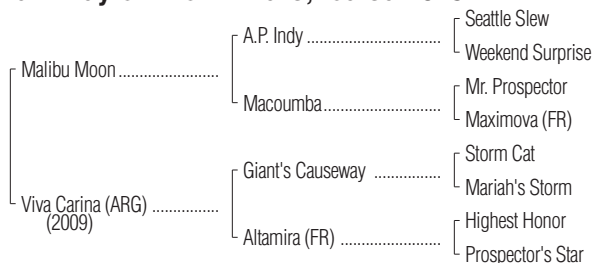 Seattle Slew
A.P. Indy
Weekend Surprise
Malibu Moon
Mr. Prospector
Macoumba
Maximova (FR)
Storm Cat
Giant's Causeway
Mariah's Storm
Viva Carina (ARG)
(2009)
Highest Honor
Altamira (FR)
Prospector's Star